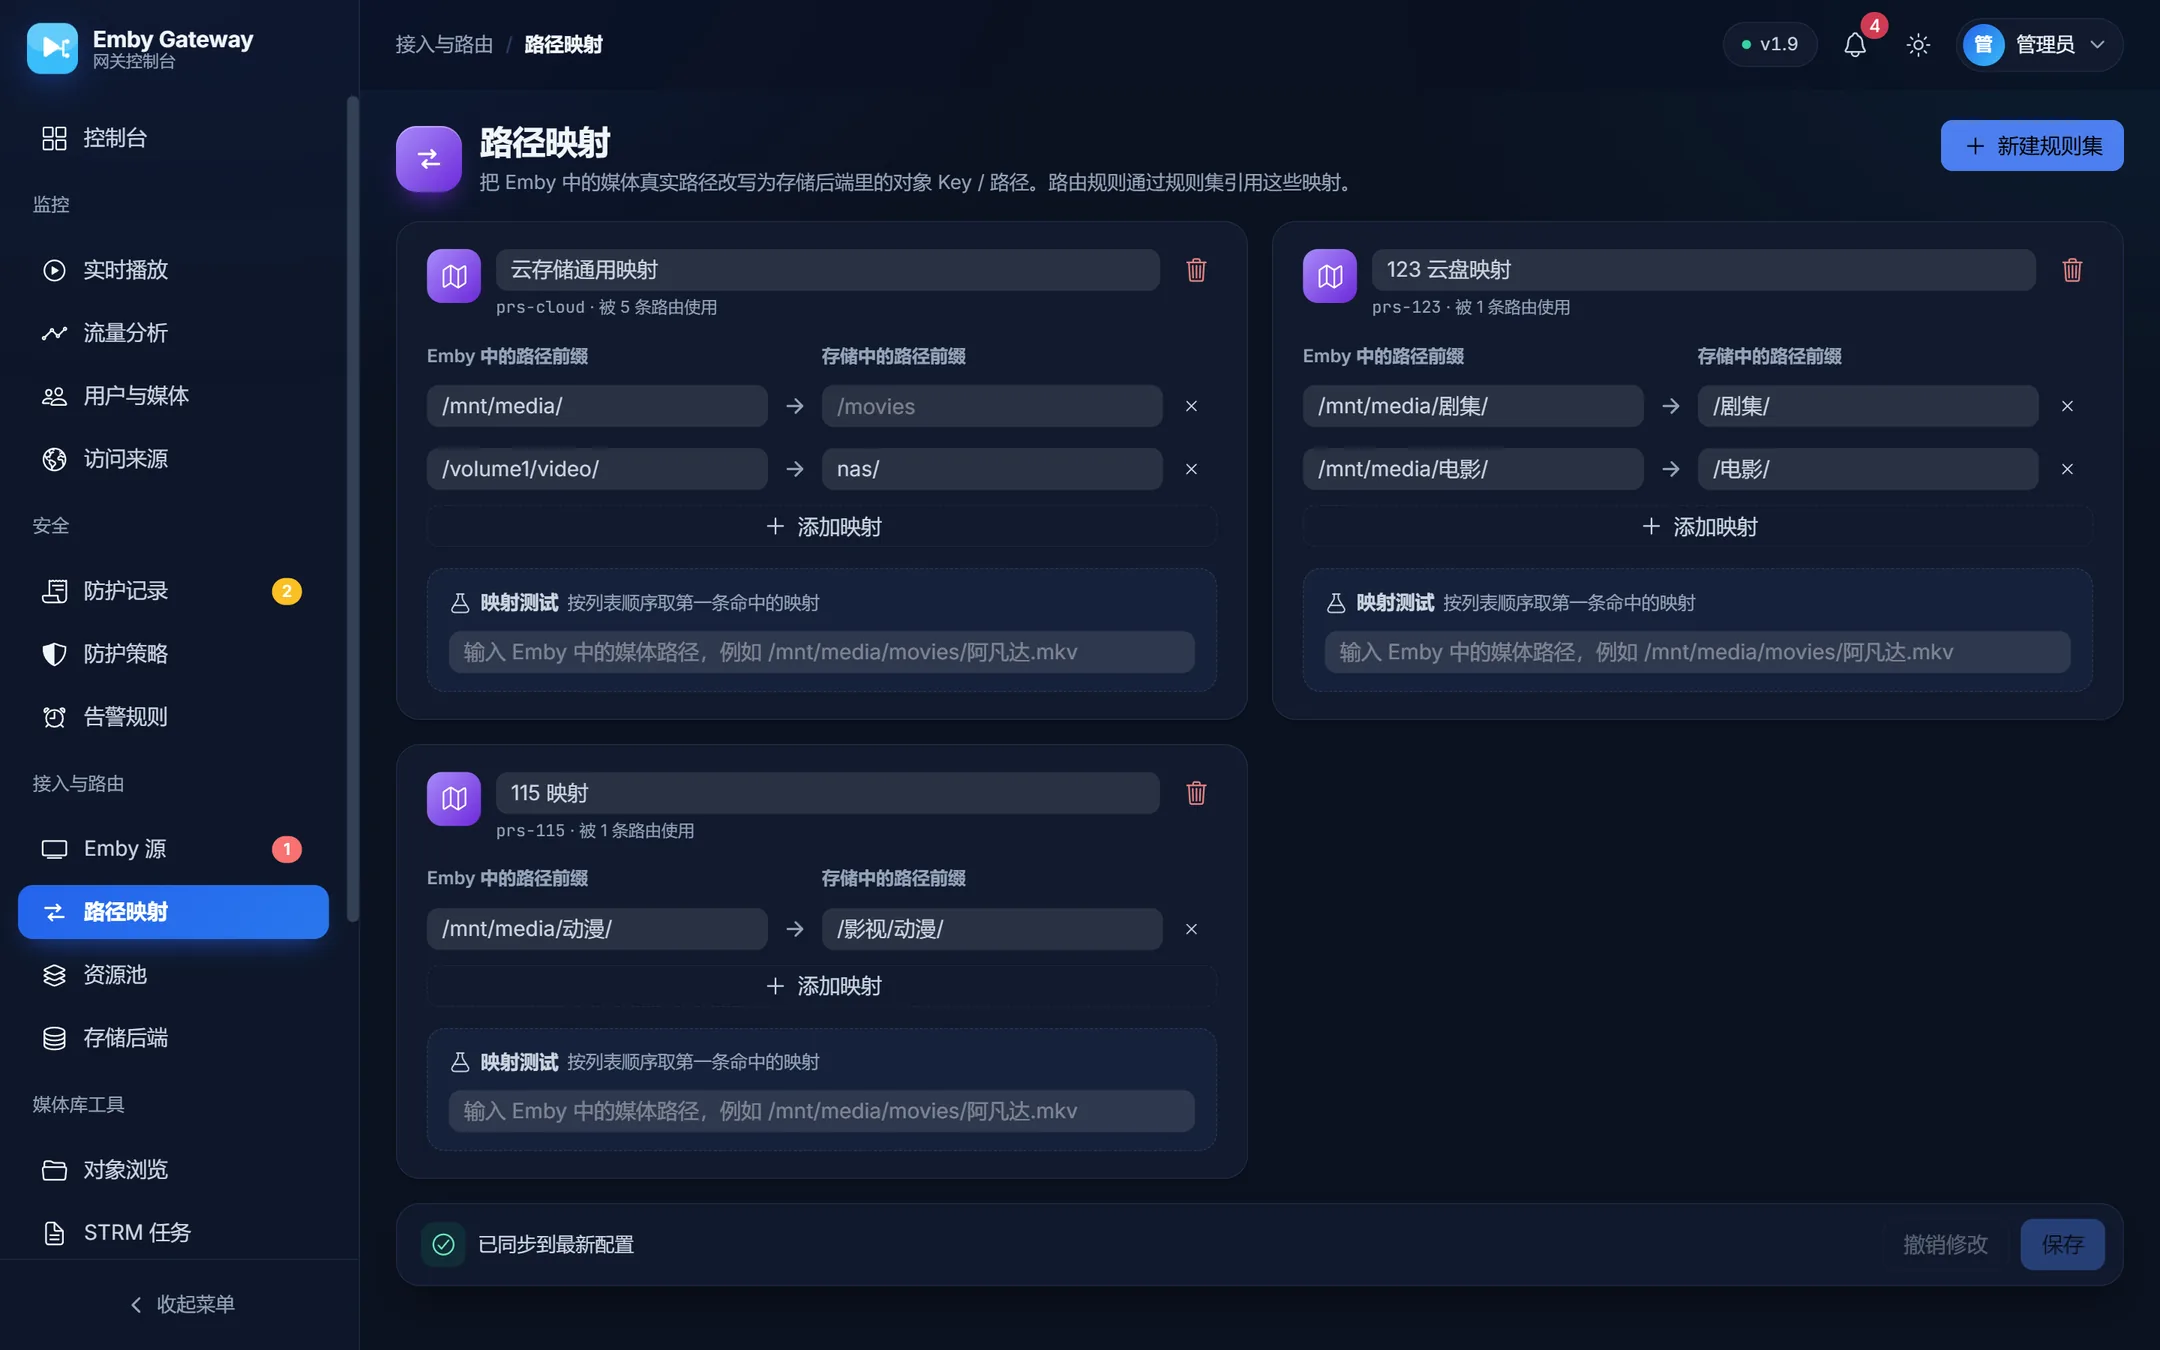 Emby Gateway
网关控制台
控制台
监控
实时播放
流量分析
用户与媒体
访问来源
安全
防护记录 2
防护策略
告警规则
接入与路由
Emby 源 1
路径映射
资源池
存储后端
媒体库工具
对象浏览
STRM 任务
收起菜单
接入与路由 / 路径映射
v1.9
4
管 管理员
路径映射
把 Emby 中的媒体真实路径改写为存储后端里的对象 Key / 路径。路由规则通过规则集引用这些映射。
新建规则集
云存储通用映射
prs-cloud · 被 5 条路由使用
Emby 中的路径前缀 存储中的路径前缀
/mnt/media/ → /movies ×
/volume1/video/ → nas/ ×
+ 添加映射
映射测试 按列表顺序取第一条命中的映射
输入 Emby 中的媒体路径，例如 /mnt/media/movies/阿凡达.mkv
123 云盘映射
prs-123 · 被 1 条路由使用
Emby 中的路径前缀 存储中的路径前缀
/mnt/media/剧集/ → /剧集/ ×
/mnt/media/电影/ → /电影/ ×
+ 添加映射
映射测试 按列表顺序取第一条命中的映射
输入 Emby 中的媒体路径，例如 /mnt/media/movies/阿凡达.mkv
115 映射
prs-115 · 被 1 条路由使用
Emby 中的路径前缀 存储中的路径前缀
/mnt/media/动漫/ → /影视/动漫/ ×
+ 添加映射
映射测试 按列表顺序取第一条命中的映射
输入 Emby 中的媒体路径，例如 /mnt/media/movies/阿凡达.mkv
已同步到最新配置
撤销修改 保存